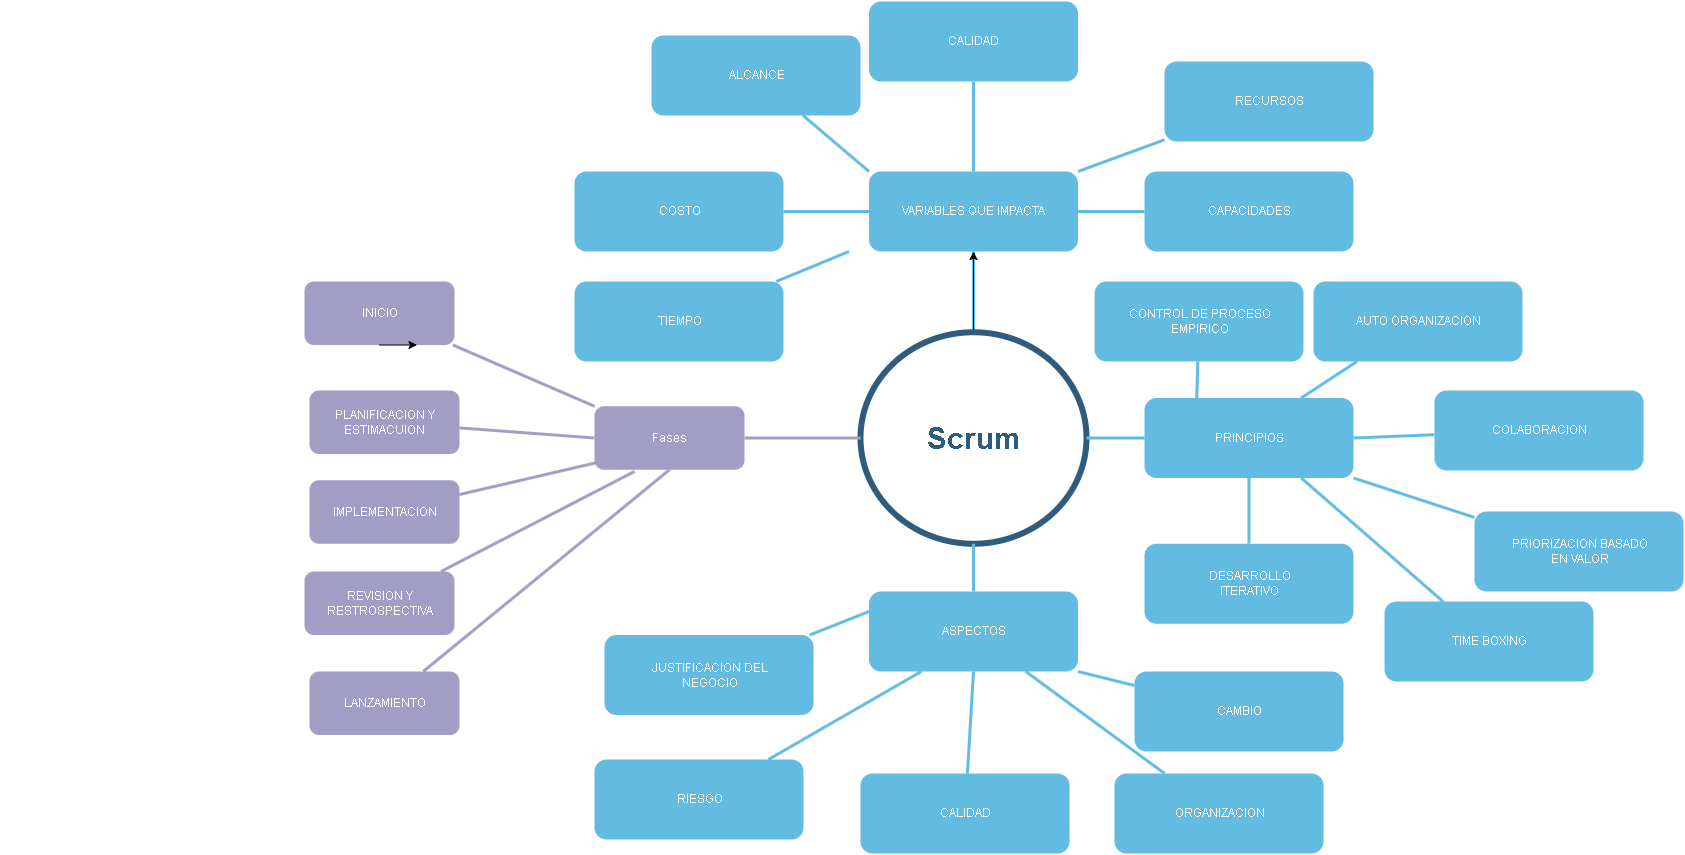 CALIDAD
ALCANCE
RECURSOS
COSTO
VARIABLES QUE IMPACTA
CAPACIDADES
TIEMPO
CONTROL DE PROCESO
EMPIRICO
AUTO ORGANIZACION
INICIO
PLANIFICACION Y
ESTIMACUION
Fases
Scrum
PRINCIPIOS
COLABORACION
IMPLEMENTACION
PRIORIZACION BASADO
EN VALOR
REVISION Y
RESTROSPECTIVA
DESARROLLO
ITERATIVO
ASPECTOS
TIME BOXING
JUSTIFICACION DEL
NEGOCIO
LANZAMIENTO
CAMBIO
RIESGO
CALIDAD
ORGANIZACION